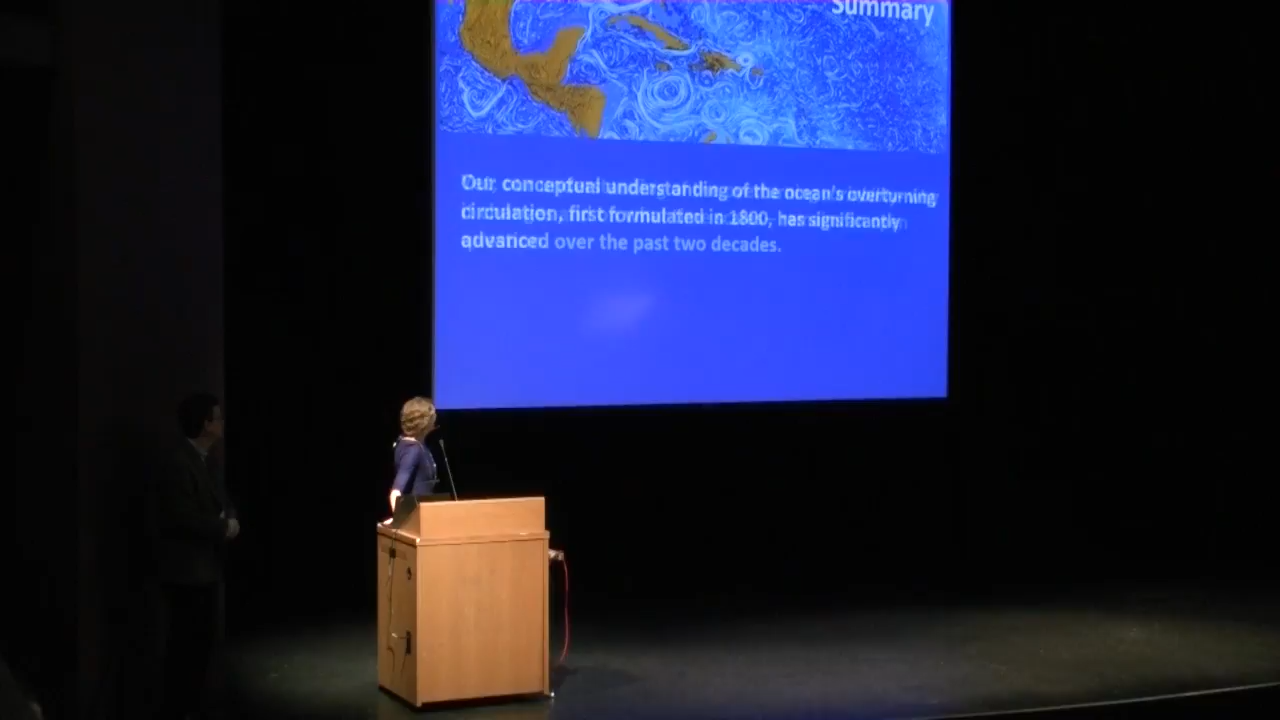 Summary
Our conceptual understanding of the ocean's overturning
circulation, first formulated in 1800, has significantly
advanced over the past two decades.